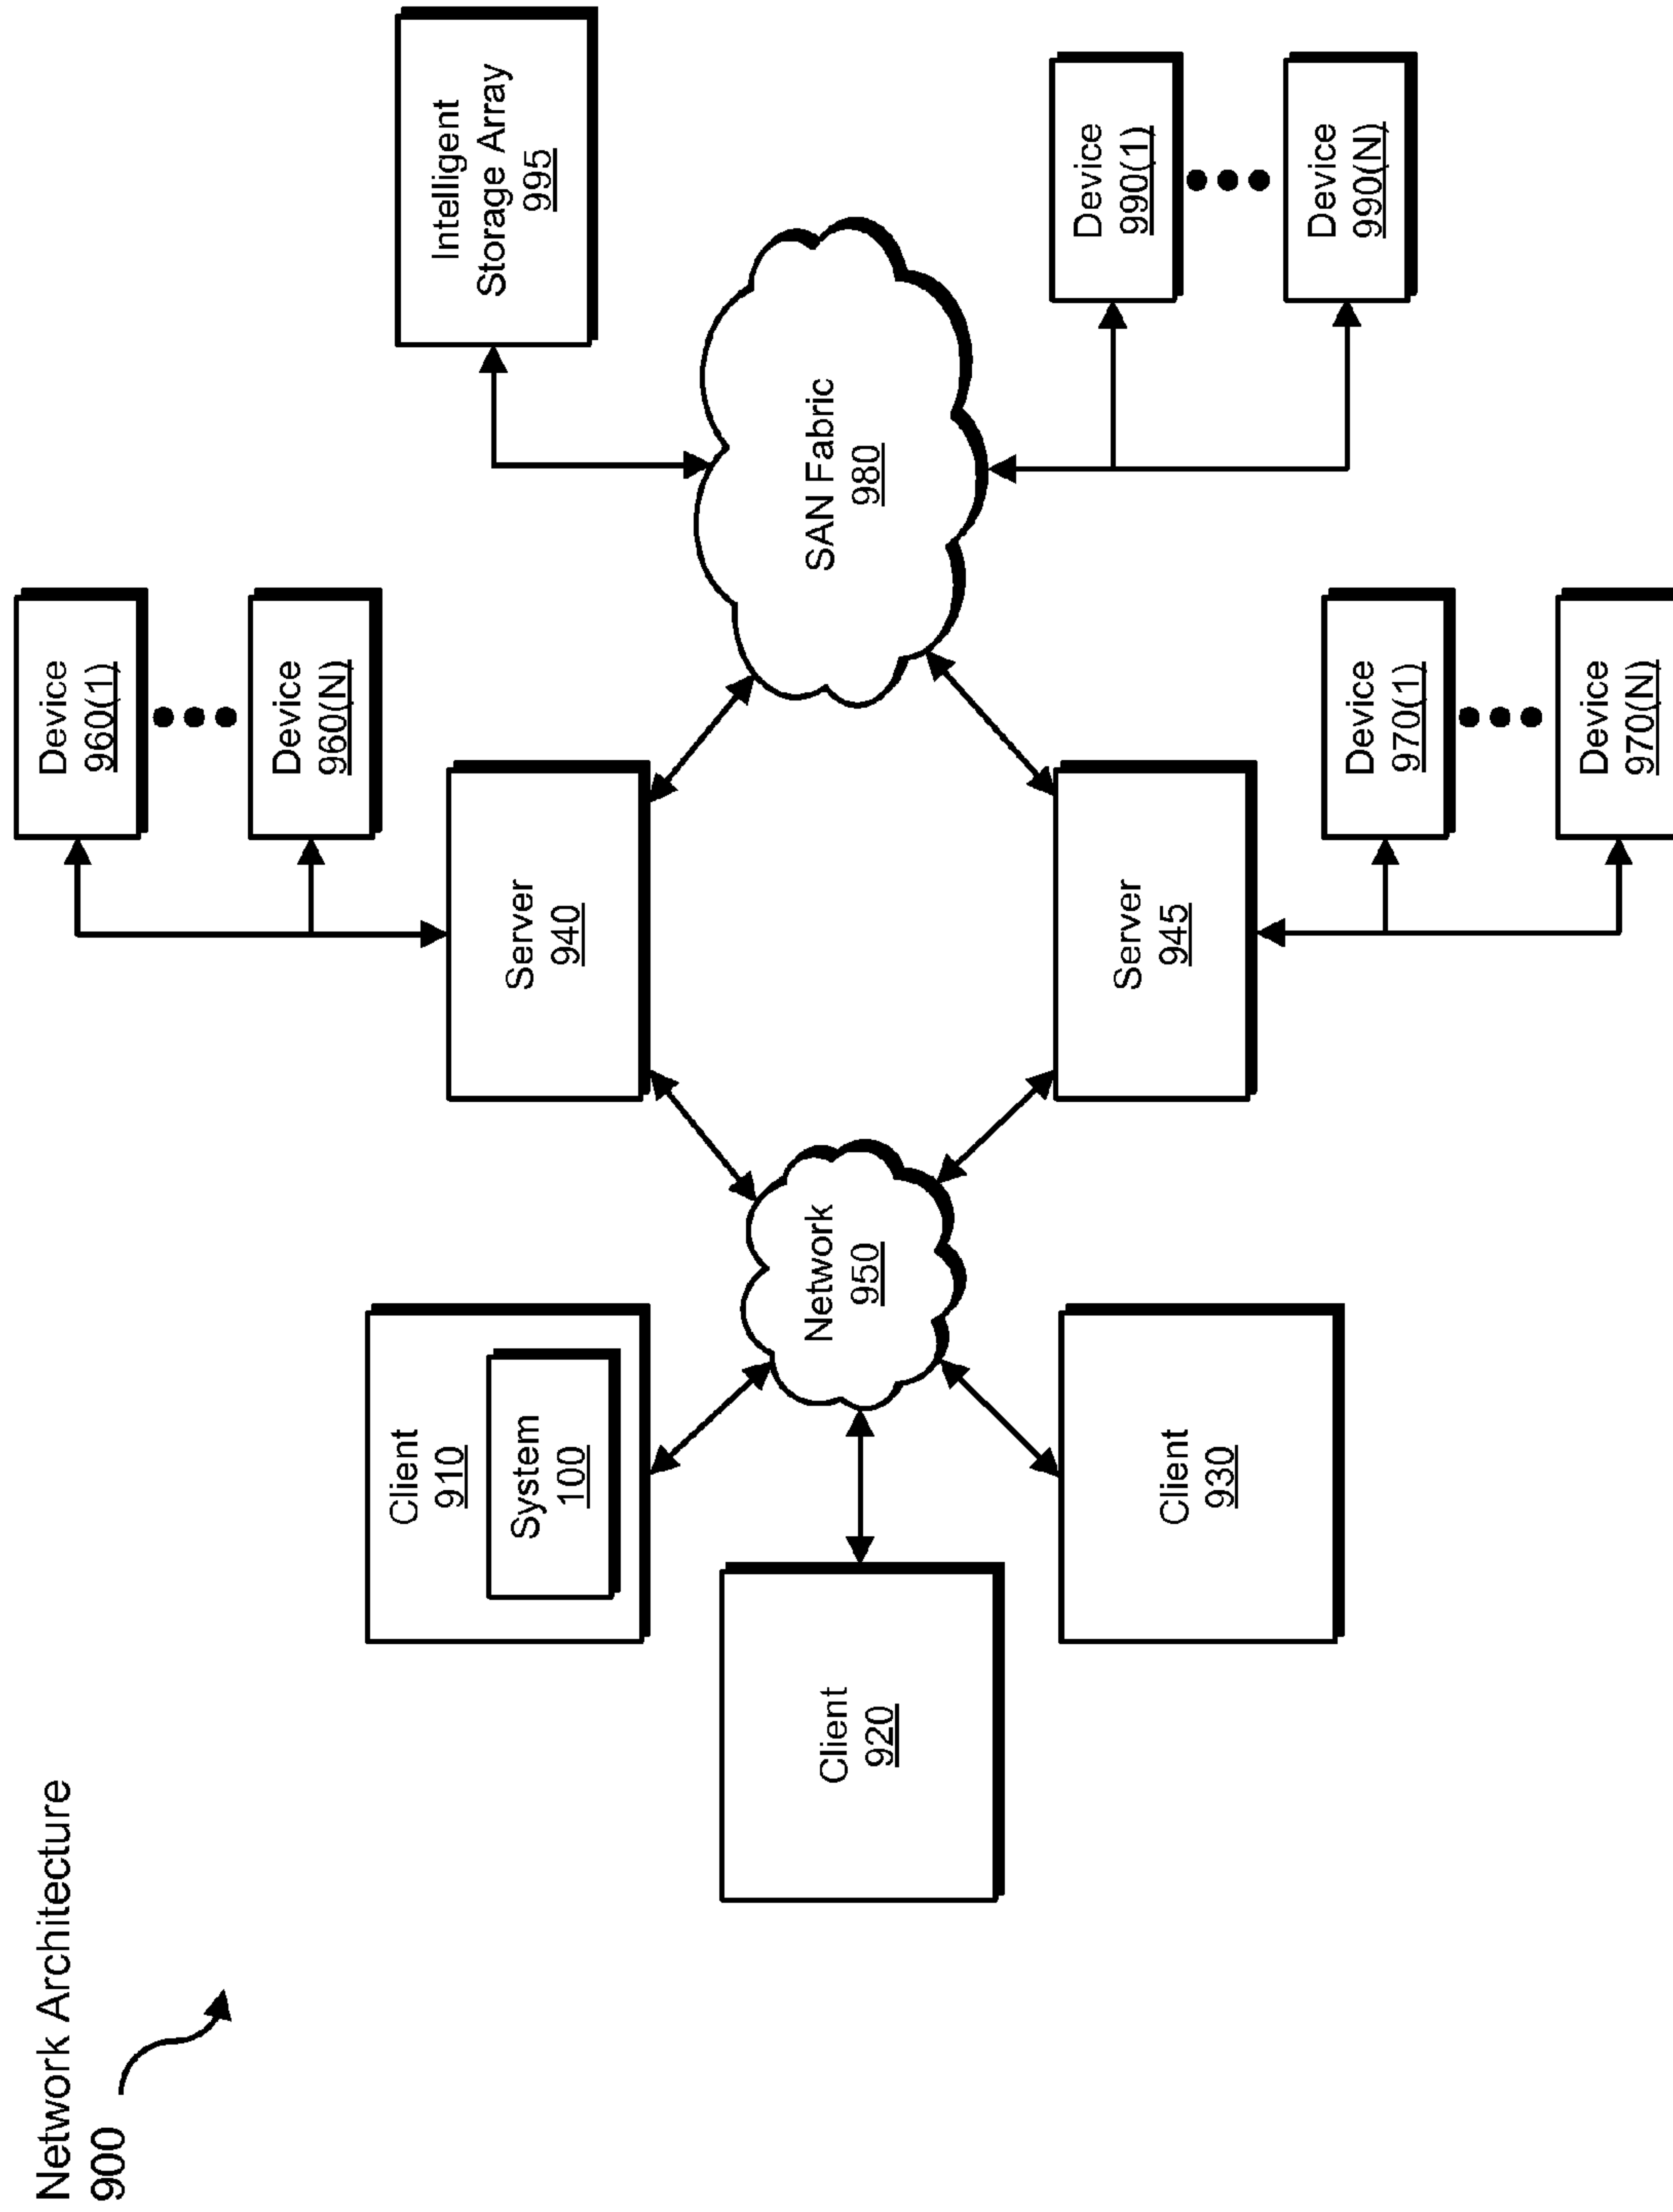 Network Architecture
900
Client
910
System
100
Client
920
Client
930
Network
950
Server
940
Server
945
Device
960(1)
Device
960(N)
Device
970(1)
Device
970(N)
SAN Fabric
980
Intelligent
Storage Array
995
Device
990(1)
Device
990(N)